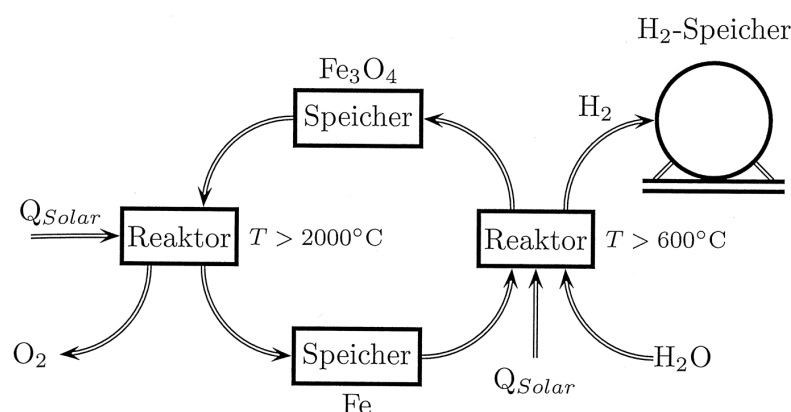 H₂-Speicher
Fe₃O₄
Speicher
H₂
Q_Solar
Reaktor
T > 2000°C
Reaktor
T > 600°C
O₂
Speicher
Fe
Q_Solar
H₂O